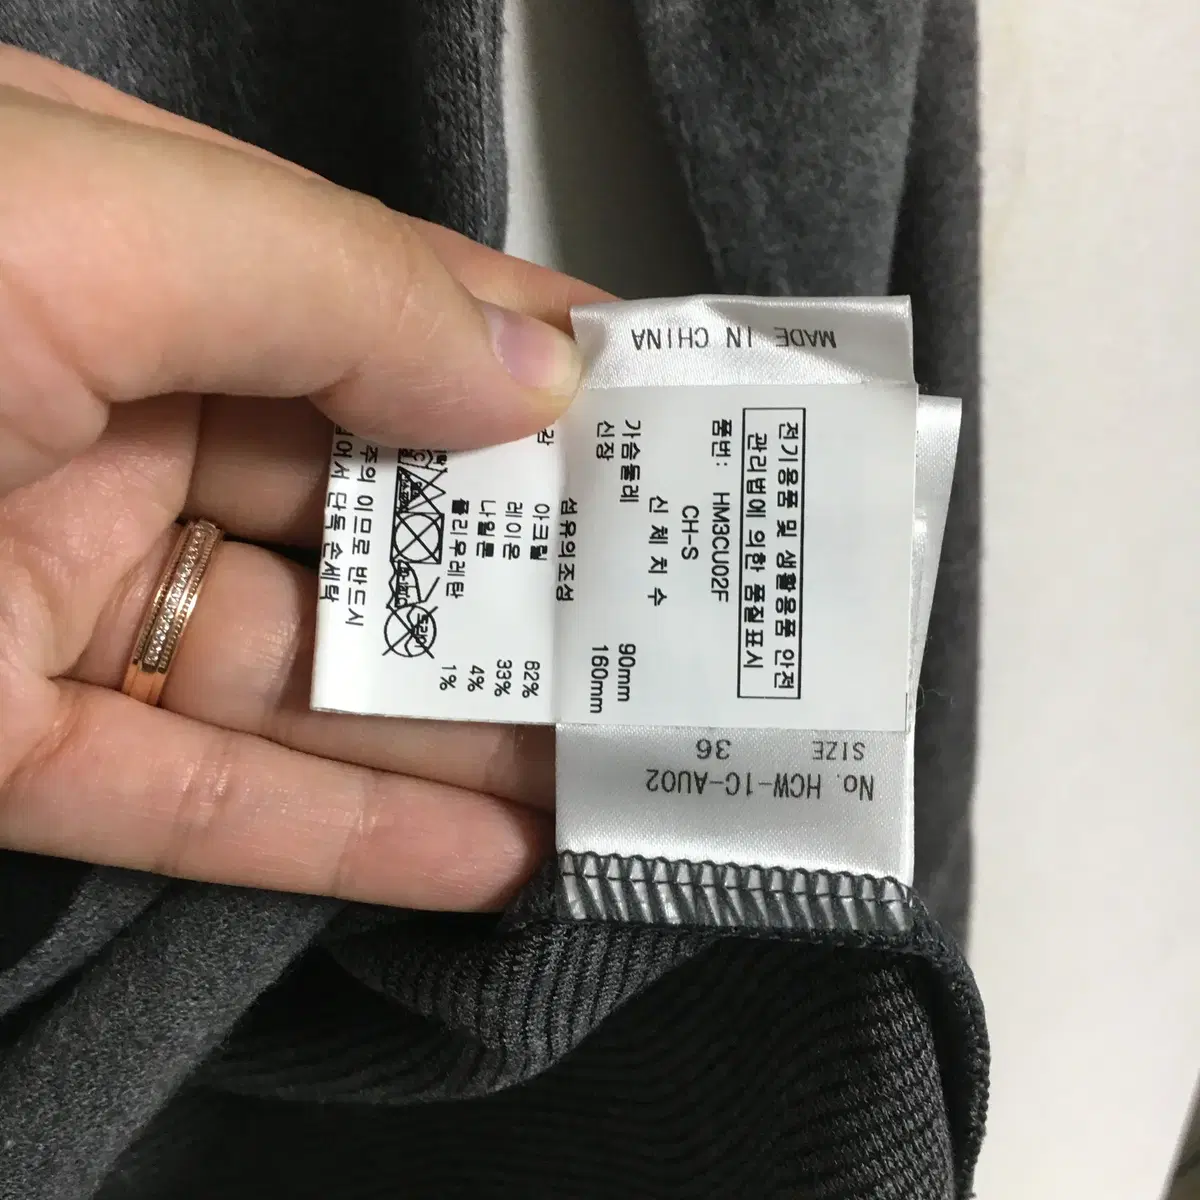 MADE IN CHINA
전기용품 및 생활용품 안전
관리법에 의한 품질표시
품번: HM3CU02F
CH-S
신 체 치 수
가슴둘레 90mm
신장 160mm
섬유의조성
아크릴 62%
레이온 33%
나일론 4%
폴리우레탄 1%
주의 이므로 반드시
단독 손세탁
No. HCW-1C-AU02
SIZE 36